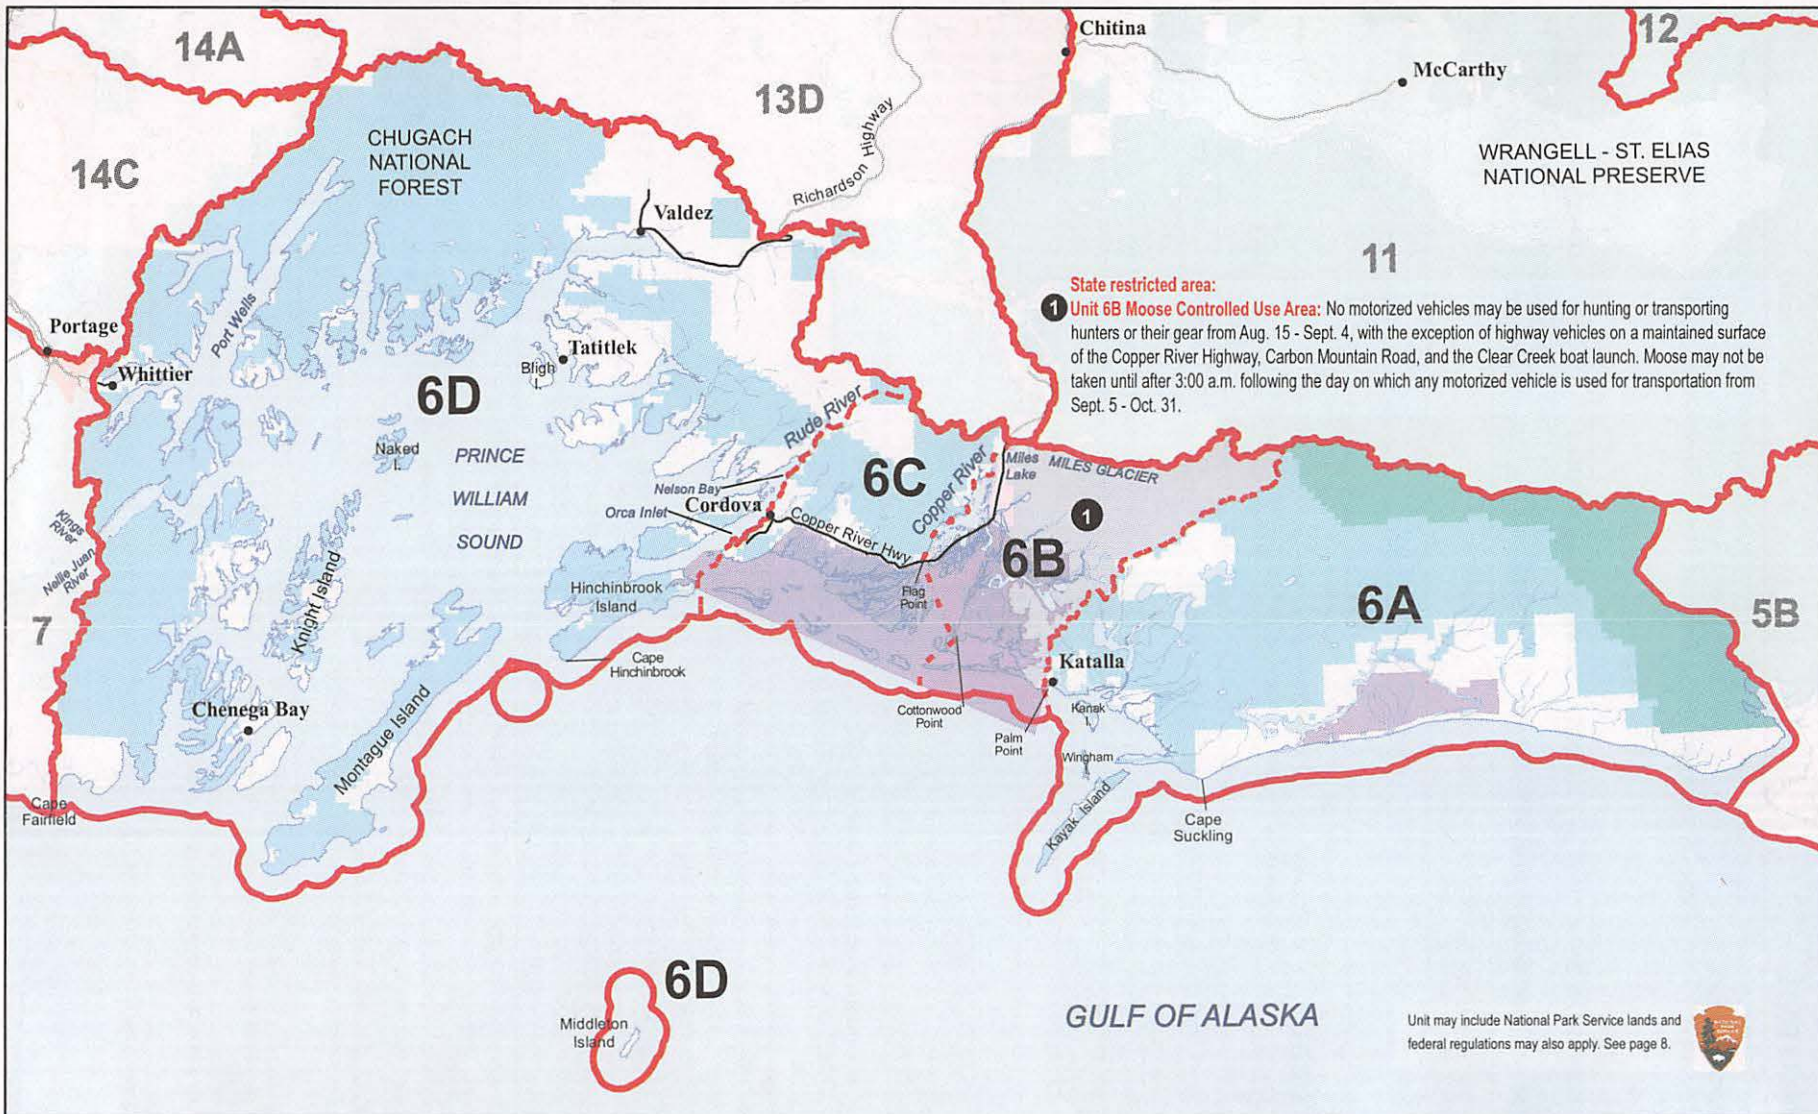 14A
12
Chitina
McCarthy
13D
CHUGACH
NATIONAL
FOREST
14C
Richardson Highway
WRANGELL - ST. ELIAS
NATIONAL PRESERVE
Valdez
11
State restricted area:
1 Unit 6B Moose Controlled Use Area: No motorized vehicles may be used for hunting or transporting
hunters or their gear from Aug. 15 - Sept. 4, with the exception of highway vehicles on a maintained surface
of the Copper River Highway, Carbon Mountain Road, and the Clear Creek boat launch. Moose may not be
taken until after 3:00 a.m. following the day on which any motorized vehicle is used for transportation from
Sept. 5 - Oct. 31.
Port Wells
Portage
Whittier
Tatitlek
Bligh
I.
6D
Rude River
Naked
I.
PRINCE
WILLIAM
SOUND
6C
Copper River
Miles
Lake
MILES GLACIER
Nelson Bay
Orca Inlet
Cordova
Copper River Hwy
1
6B
Kings
River
Nellie Juan
River
Knight Island
Hinchinbrook
Island
Flag
Point
6A
5B
7
Cape
Hinchinbrook
Katalla
Chenega Bay
Montague Island
Cottonwood
Point
Kanak
I.
Palm
Point
Wingham
Cape
Fairfield
Kayak Island
Cape
Suckling
6D
Middleton
Island
GULF OF ALASKA
Unit may include National Park Service lands and
federal regulations may also apply. See page 8.
NATIONAL
PARK
SERVICE